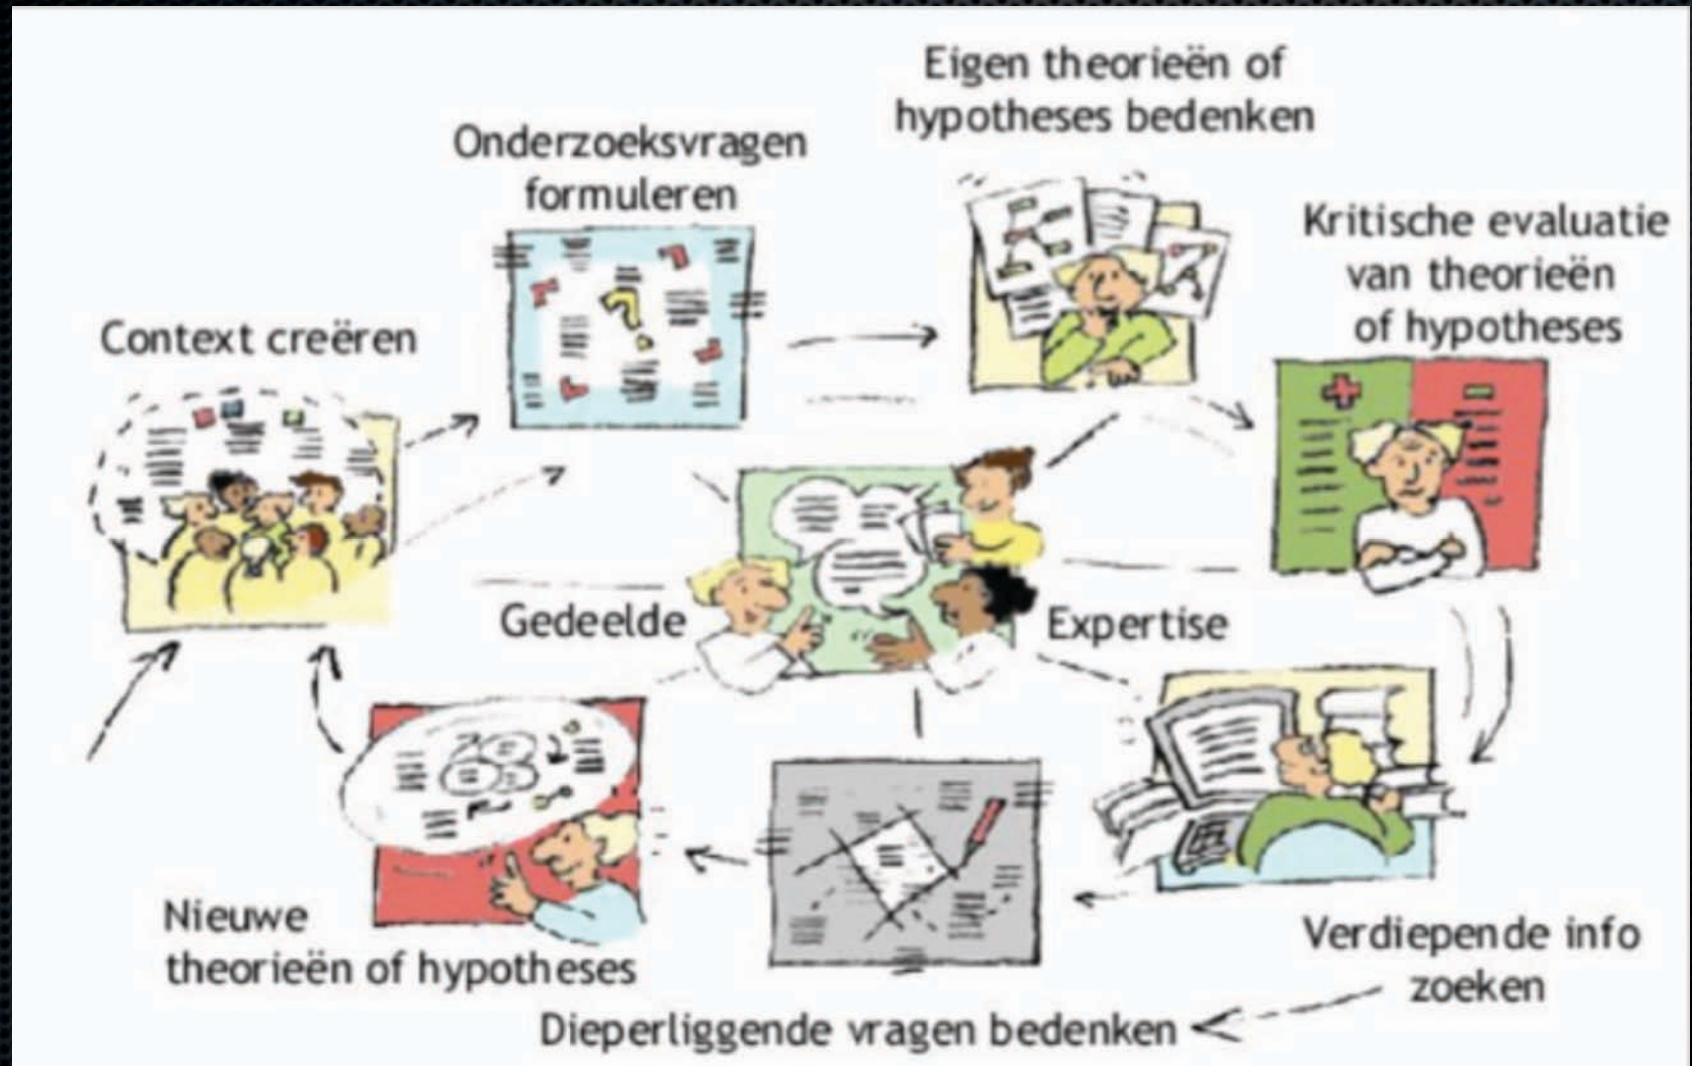 Eigen theorieën of
hypotheses bedenken
Onderzoeksvragen
formuleren
Kritische evaluatie
van theorieën
of hypotheses
Context creëren
Gedeelde
Expertise
Nieuwe
theorieën of hypotheses
Verdiepende info
zoeken
Dieperliggende vragen bedenken